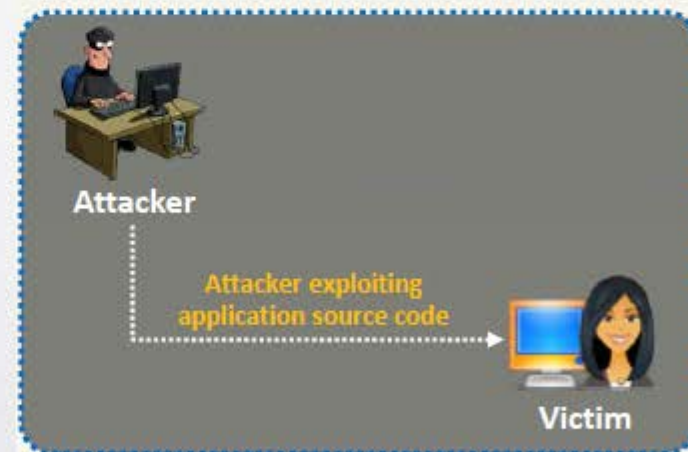 Attacker
Attacker exploiting
application source code
Victim